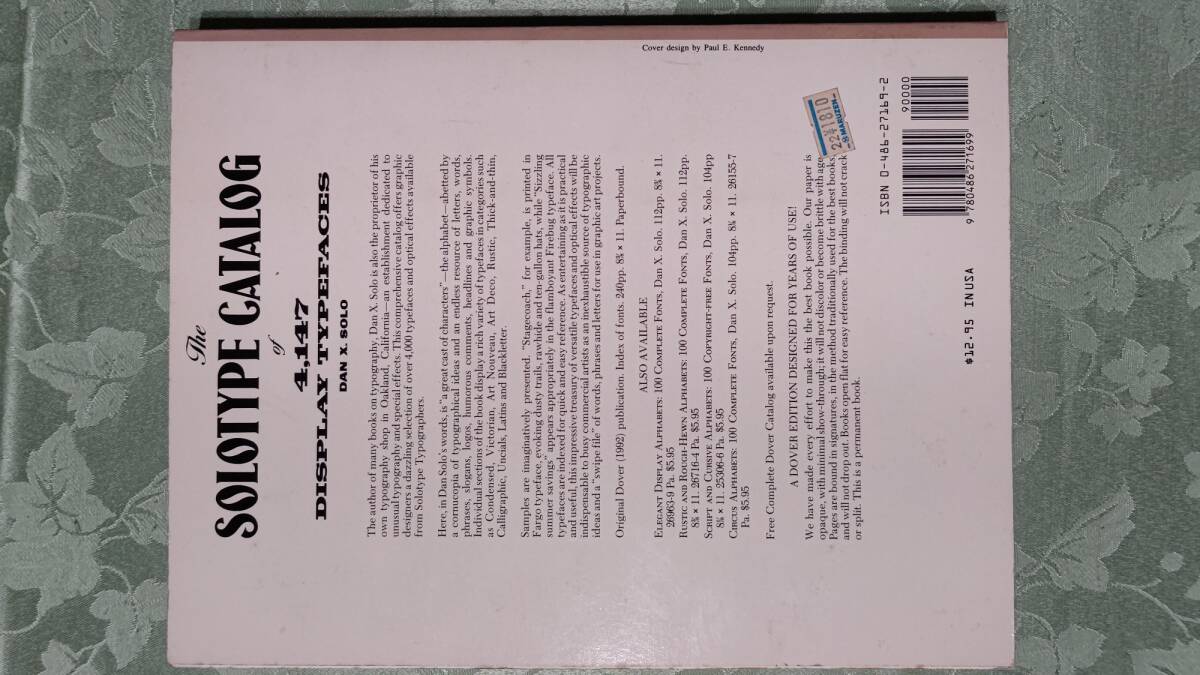 Cover design by Paul E. Kennedy
The
SOLOTYPE CATALOG
of
4,147
DISPLAY TYPEFACES
DAN X. SOLO
The author of many books on typography, Dan X. Solo is also the proprietor of his
own typography shop in Oakland, California—an establishment dedicated to
unusual typography and special effects. This comprehensive catalog offers graphic
designers a dazzling selection of over 4,000 typefaces and optical effects available
from Solotype Typographers.
Here, in Dan Solo's words, is "a great cast of characters"—the alphabet—abetted by
a cornucopia of typographical ideas and an endless resource of letters, words,
phrases, slogans, logos, humorous comments, headlines and graphic symbols.
Individual sections of the book display a rich variety of typefaces in categories such
as Condensed, Victorian, Art Nouveau, Art Deco, Rustic, Thick-and-thin,
Calligraphic, Uncials, Latins and Blackletter.
Samples are imaginatively presented. "Stagecoach," for example, is printed in
Fargo typeface, evoking dusty trails, rawhide and ten-gallon hats, while "Sizzling
summer savings" appears appropriately in the flamboyant Firebug typeface. All
typefaces are indexed for quick and easy reference. As entertaining as it is practical
and useful, this impressive treasury of versatile typefaces and optical effects will be
indispensable to busy commercial artists as an inexhaustible source of typographic
ideas and a "swipe file" of words, phrases and letters for use in graphic art projects.
Original Dover (1992) publication. Index of fonts. 240pp. 8⅜ × 11. Paperbound.
ALSO AVAILABLE
ELEGANT DISPLAY ALPHABETS: 100 COMPLETE FONTS, Dan X. Solo. 112pp. 8⅜ × 11.
26963-9 Pa. $5.95
RUSTIC AND ROUGH-HEWN ALPHABETS: 100 COMPLETE FONTS, Dan X. Solo. 112pp.
8⅜ × 11. 26716-4 Pa. $5.95
SCRIPT AND CURSIVE ALPHABETS: 100 COPYRIGHT-FREE FONTS, Dan X. Solo. 104pp
8⅜ × 11. 25306-6 Pa. $5.95
CIRCUS ALPHABETS: 100 COMPLETE FONTS, Dan X. Solo. 104pp. 8⅜ × 11. 26155-7
Pa. $5.95
Free Complete Dover Catalog available upon request.
A DOVER EDITION DESIGNED FOR YEARS OF USE!
We have made every effort to make this the best book possible. Our paper is
opaque, with minimal show-through; it will not discolor or become brittle with age.
Pages are bound in signatures, in the method traditionally used for the best books,
and will not drop out. Books open flat for easy reference. The binding will not crack
or split. This is a permanent book.
22¥1810
MARUZEN
ISBN 0-486-27169-2
90000
9 780486 271699
$12.95 IN USA